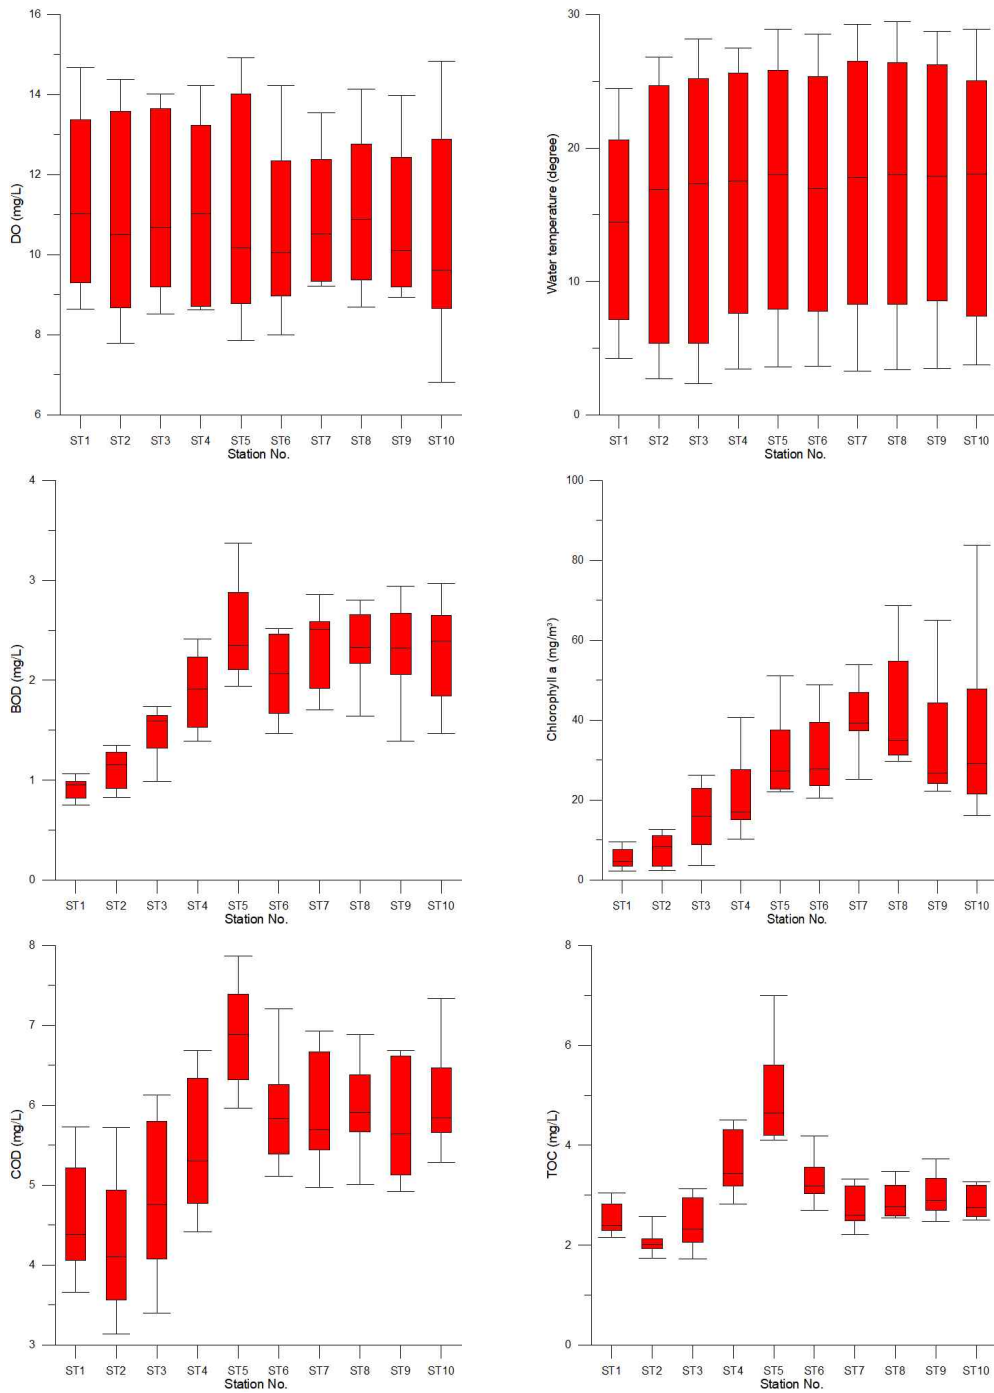 16
14
12
10
8
6
DO (mg/L)
ST1 ST2 ST3 ST4 ST5 ST6 ST7 ST8 ST9 ST10
Station No.
30
20
10
0
Water temperature (degree)
ST1 ST2 ST3 ST4 ST5 ST6 ST7 ST8 ST9 ST10
Station No.
4
3
2
1
0
BOD (mg/L)
ST1 ST2 ST3 ST4 ST5 ST6 ST7 ST8 ST9 ST10
Station No.
100
80
60
40
20
0
Chlorophyll a (mg/m³)
ST1 ST2 ST3 ST4 ST5 ST6 ST7 ST8 ST9 ST10
Station No.
8
7
6
5
4
3
COD (mg/L)
ST1 ST2 ST3 ST4 ST5 ST6 ST7 ST8 ST9 ST10
Station No.
8
6
4
2
0
TOC (mg/L)
ST1 ST2 ST3 ST4 ST5 ST6 ST7 ST8 ST9 ST10
Station No.